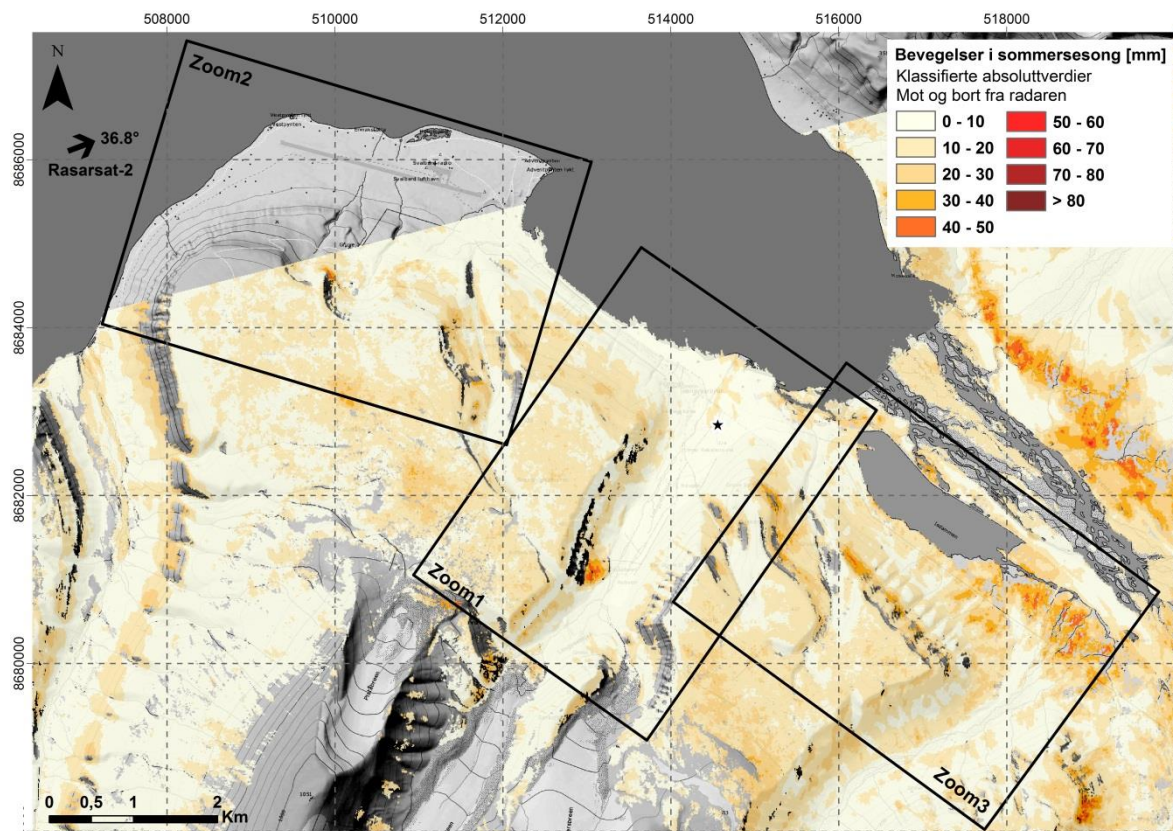 508000
510000
512000
514000
516000
518000
8686000
8684000
8682000
8680000
N
36.8°
Rasarsat-2
Bevegelser i sommersesong [mm]
Klassifierte absoluttverdier
Mot og bort fra radaren
0 - 10
10 - 20
20 - 30
30 - 40
40 - 50
50 - 60
60 - 70
70 - 80
> 80
Zoom2
Svalbard lufthavn
Zoom1
Zoom3
0
0,5
1
2
Km